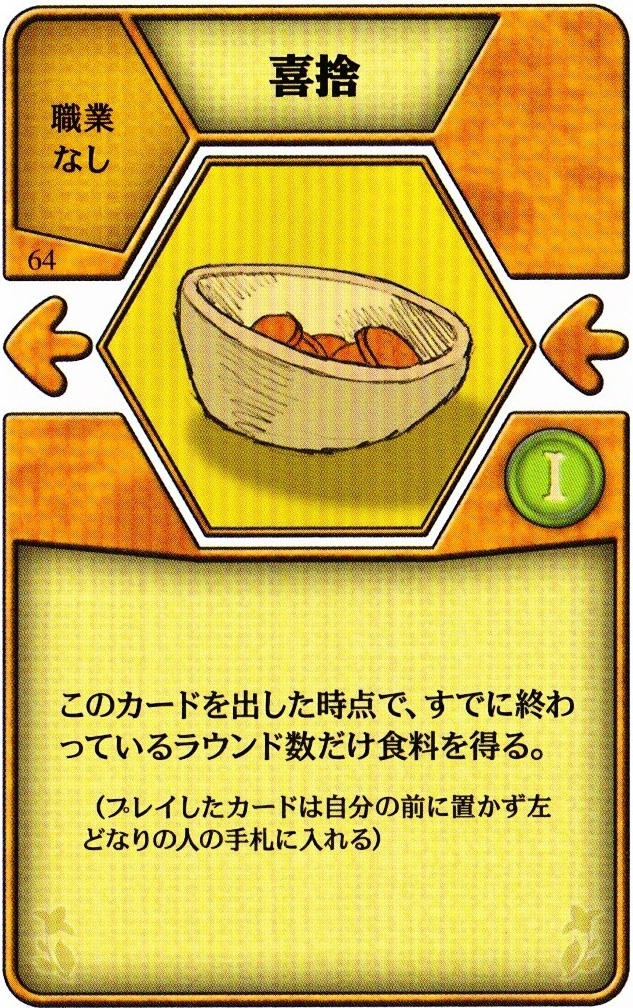 喜捨
職業
なし
64
I
このカードを出した時点で、すでに終わ
っているラウンド数だけ食料を得る。
（プレイしたカードは自分の前に置かず左
どなりの人の手札に入れる）